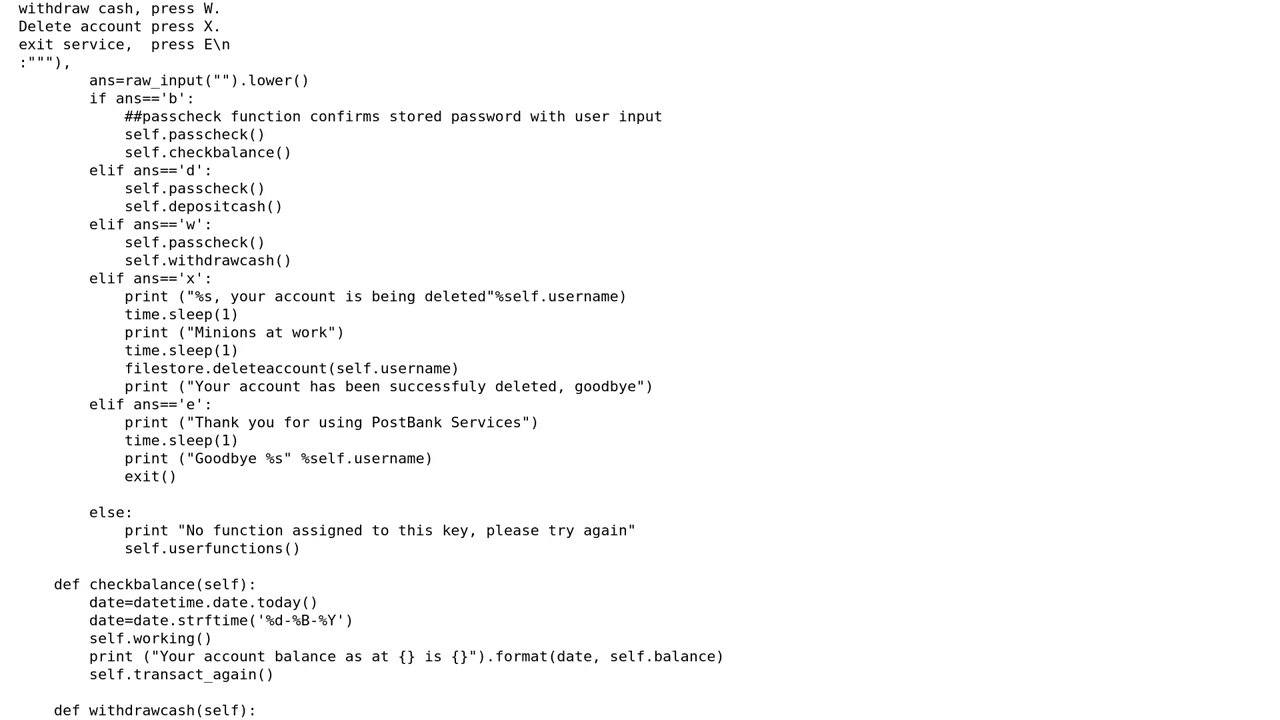 withdraw cash, press W.
Delete account press X.
exit service,  press E\n
:"""),
        ans=raw_input("").lower()
        if ans=='b':
            ##passcheck function confirms stored password with user input
            self.passcheck()
            self.checkbalance()
        elif ans=='d':
            self.passcheck()
            self.depositcash()
        elif ans=='w':
            self.passcheck()
            self.withdrawcash()
        elif ans=='x':
            print ("%s, your account is being deleted"%self.username)
            time.sleep(1)
            print ("Minions at work")
            time.sleep(1)
            filestore.deleteaccount(self.username)
            print ("Your account has been successfuly deleted, goodbye")
        elif ans=='e':
            print ("Thank you for using PostBank Services")
            time.sleep(1)
            print ("Goodbye %s" %self.username)
            exit()

        else:
            print "No function assigned to this key, please try again"
            self.userfunctions()

    def checkbalance(self):
        date=datetime.date.today()
        date=date.strftime('%d-%B-%Y')
        self.working()
        print ("Your account balance as at {} is {}").format(date, self.balance)
        self.transact_again()

    def withdrawcash(self):